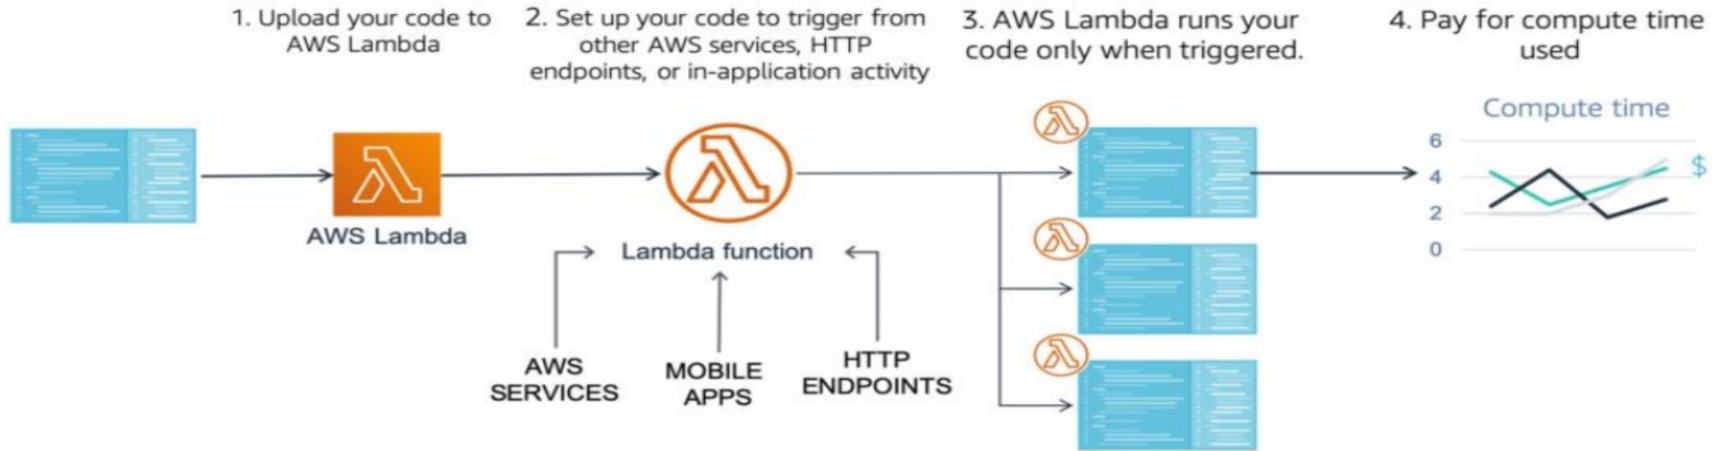 1. Upload your code to
AWS Lambda
2. Set up your code to trigger from
other AWS services, HTTP
endpoints, or in-application activity
3. AWS Lambda runs your
code only when triggered.
4. Pay for compute time
used
AWS Lambda
Lambda function
AWS
SERVICES
MOBILE
APPS
HTTP
ENDPOINTS
Compute time
6
4
2
0
$